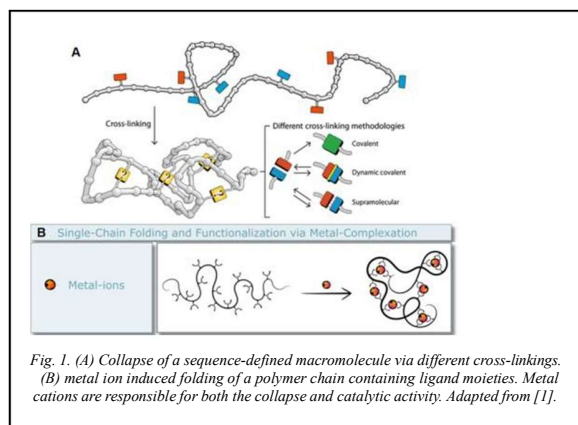 A
Cross-linking
Different cross-linking methodologies
Covalent
Dynamic covalent
Supramolecular
B Single-Chain Folding and Functionalization via Metal-Complexation
Metal-ions
Fig. 1. (A) Collapse of a sequence-defined macromolecule via different cross-linkings.
(B) metal ion induced folding of a polymer chain containing ligand moieties. Metal
cations are responsible for both the collapse and catalytic activity. Adapted from [1].